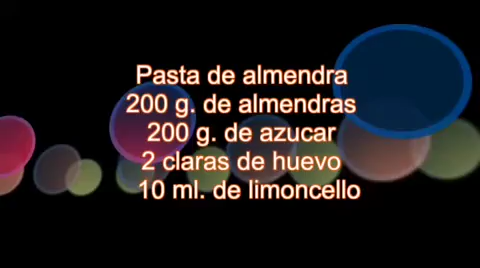 Pasta de almendra
200 g. de almendras
200 g. de azucar
2 claras de huevo
10 ml. de limoncello